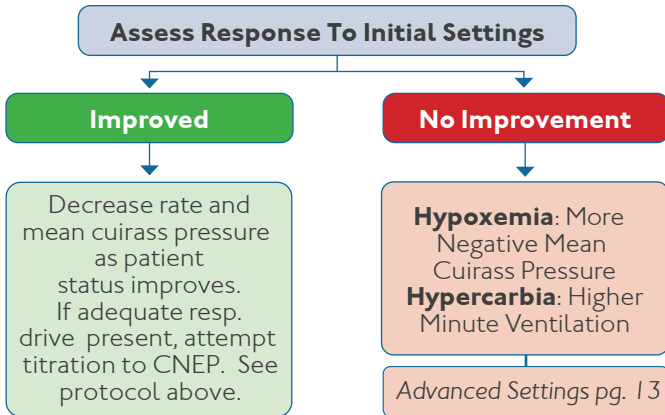 Assess Response To Initial Settings
Improved
Decrease rate and
mean cuirass pressure
as patient
status improves.
If adequate resp.
drive present, attempt
titration to CNEP. See
protocol above.
No Improvement
Hypoxemia: More
Negative Mean
Cuirass Pressure
Hypercarbia: Higher
Minute Ventilation
Advanced Settings pg. 13